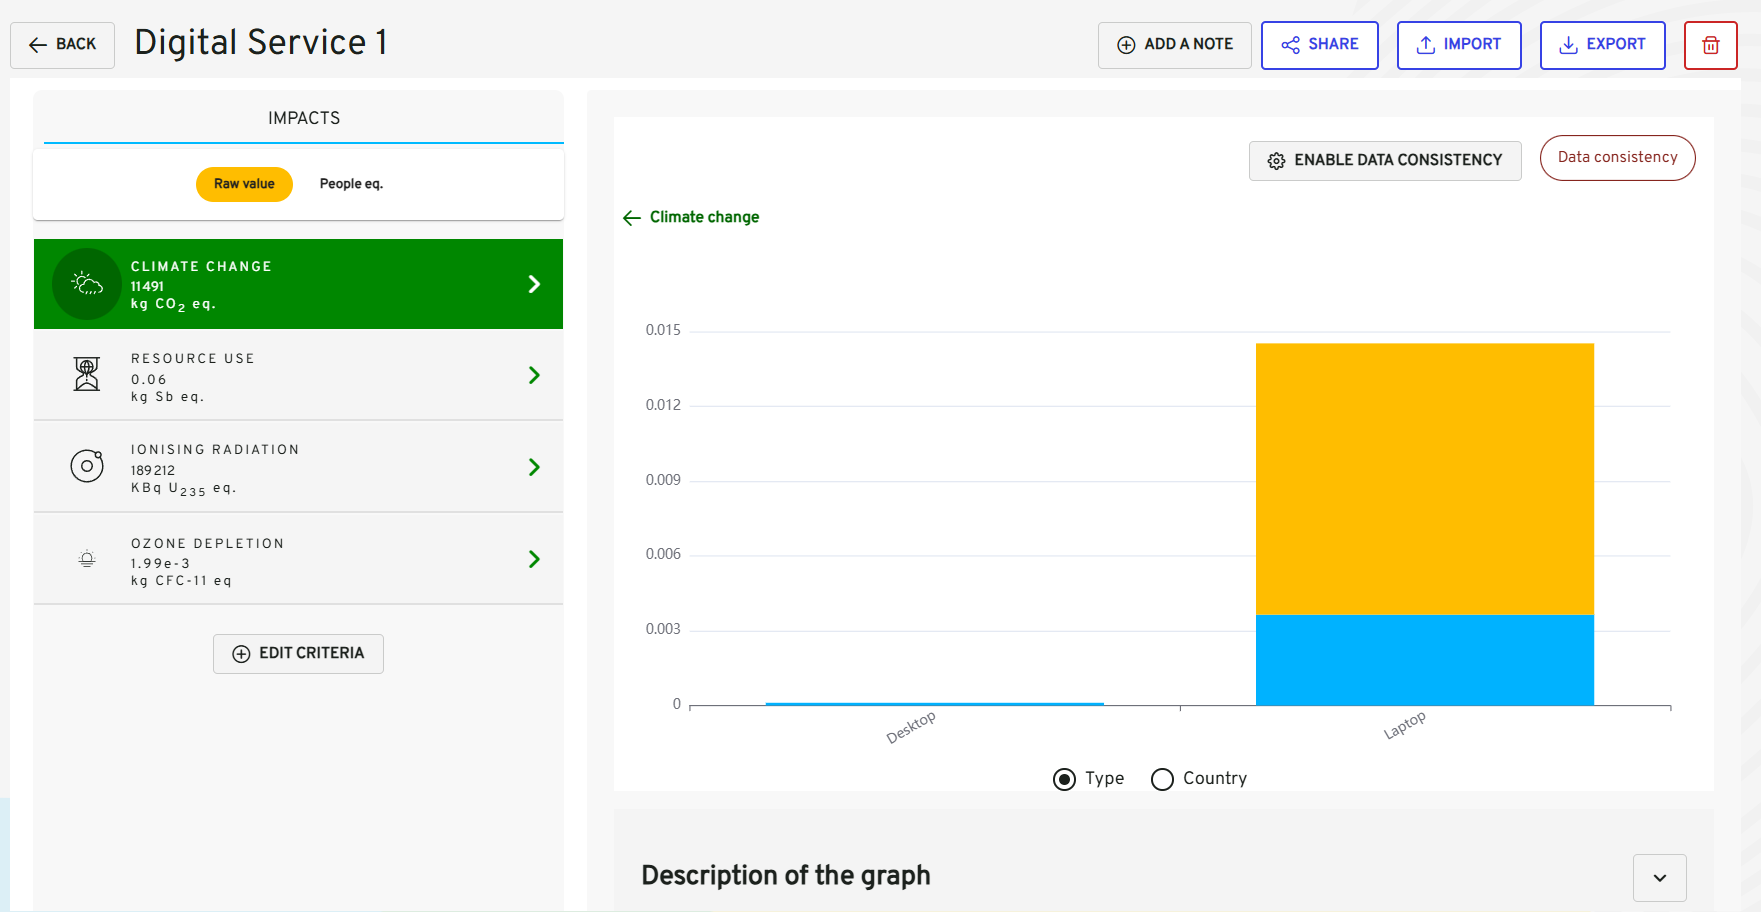 BACK
Digital Service 1
ADD A NOTE
SHARE
IMPORT
EXPORT
IMPACTS
Raw value
People eq.
CLIMATE CHANGE
11491
kg CO2 eq.
RESOURCE USE
0.06
kg Sb eq.
IONISING RADIATION
189212
KBq U235 eq.
OZONE DEPLETION
1.99e-3
kg CFC-11 eq
EDIT CRITERIA
ENABLE DATA CONSISTENCY
Data consistency
Climate change
0.015
0.012
0.009
0.006
0.003
0
Desktop
Laptop
Type
Country
Description of the graph